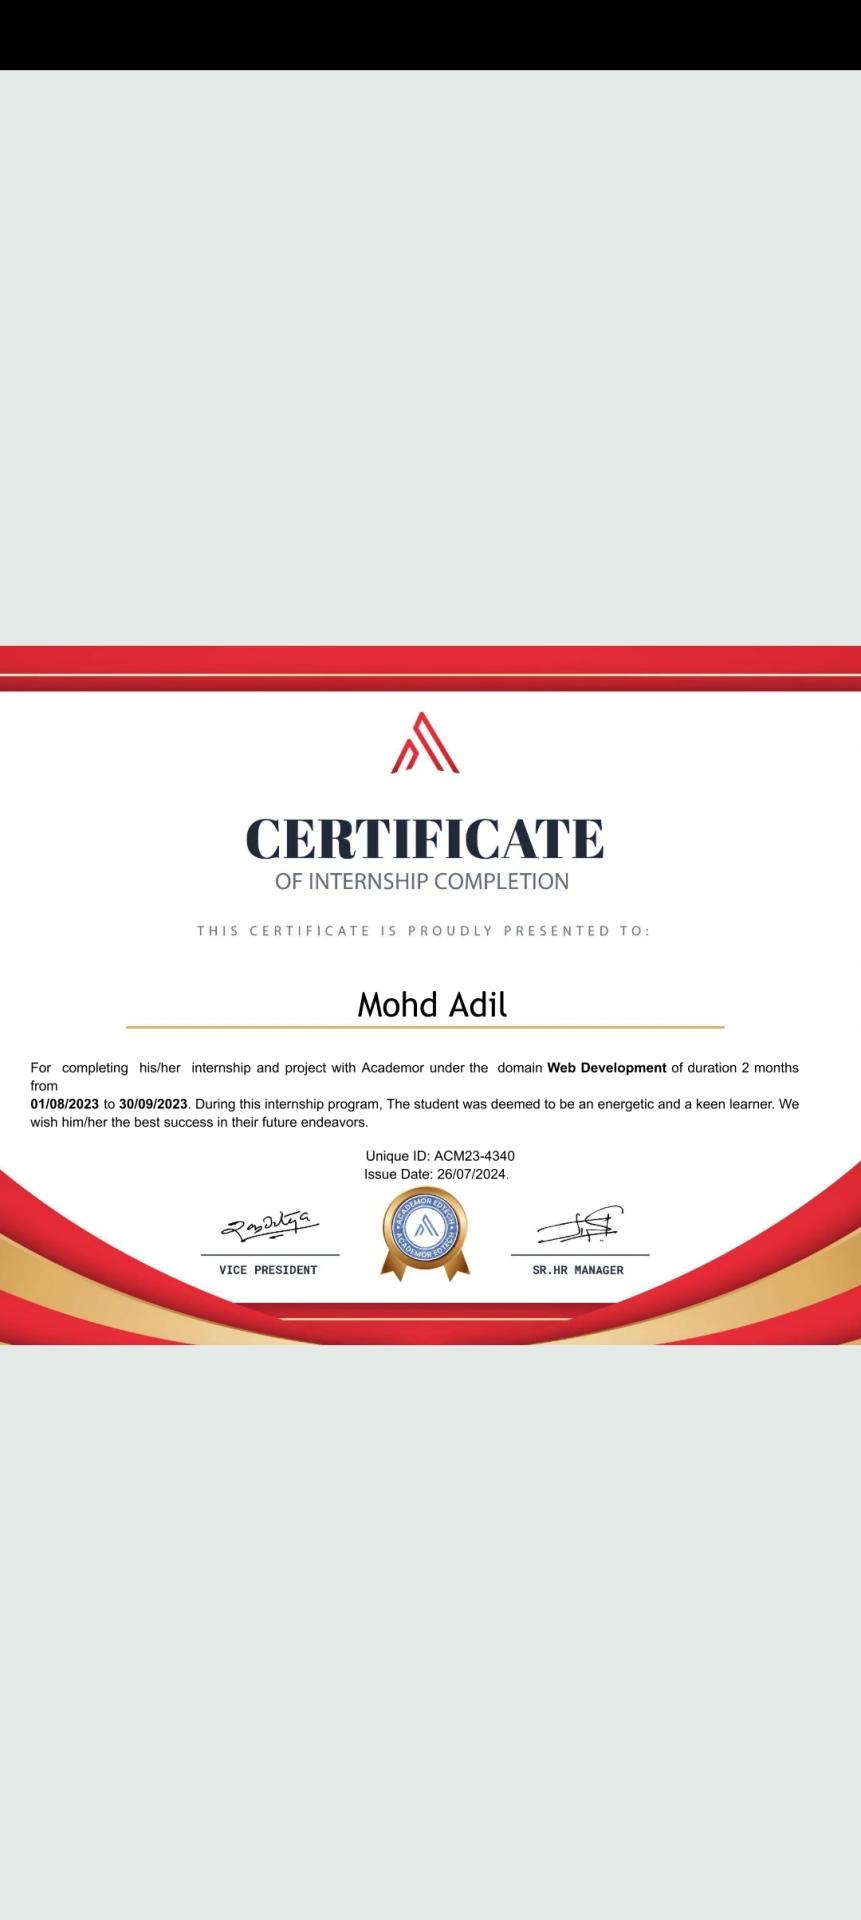 CERTIFICATE
OF INTERNSHIP COMPLETION
THIS CERTIFICATE IS PROUDLY PRESENTED TO:
Mohd Adil
For completing his/her internship and project with Academor under the domain Web Development of duration 2 months
from
01/08/2023 to 30/09/2023. During this internship program, The student was deemed to be an energetic and a keen learner. We
wish him/her the best success in their future endeavors.
Unique ID: ACM23-4340
Issue Date: 26/07/2024.
ACADEMOR EDTECH
ACADEMOR EDTECH
VICE PRESIDENT
SR.HR MANAGER